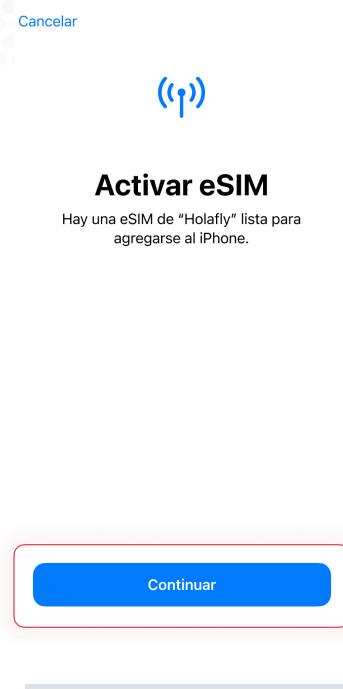 Cancelar
Activar eSIM
Hay una eSIM de “Holafly” lista para
agregarse al iPhone.
Continuar